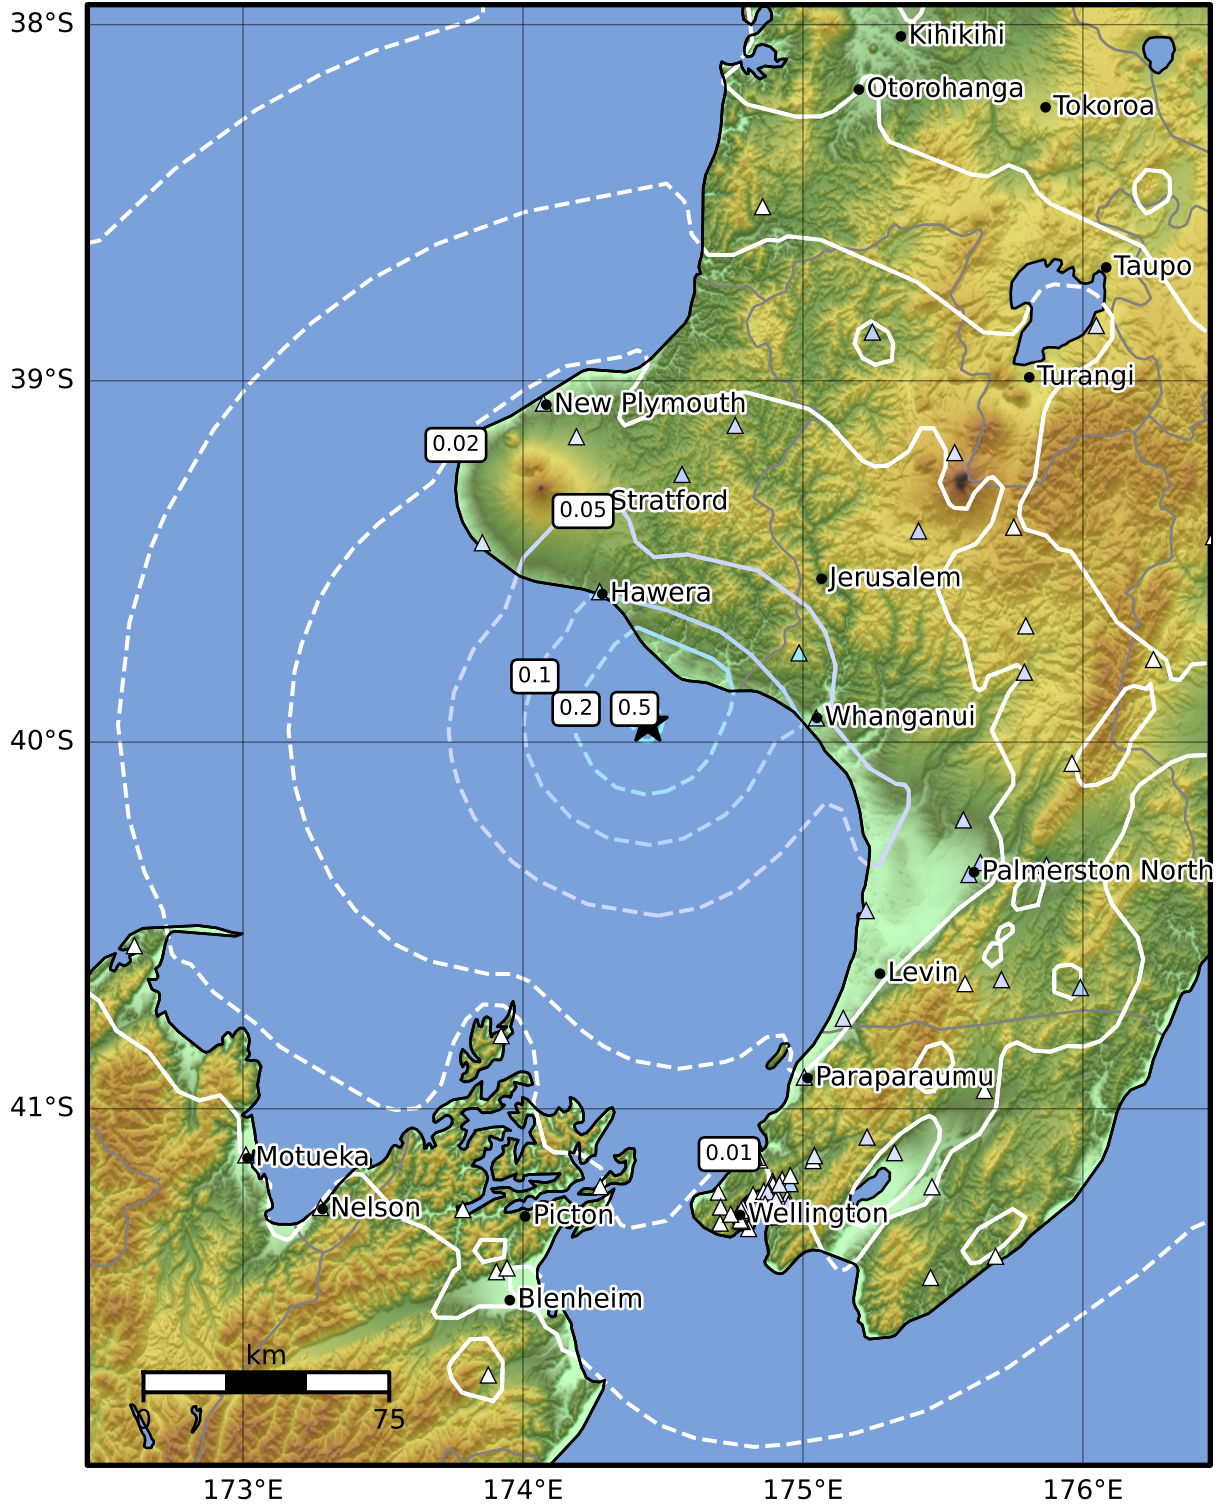 38°S
Kihikihi
Otorohanga
Tokoroa
Taupo
39°S
Turangi
New Plymouth
0.02
Stratford
0.05
Jerusalem
Hawera
0.1
0.2
0.5
Whanganui
40°S
Palmerston North
Levin
Paraparaumu
41°S
0.01
Motueka
Nelson
Picton
Wellington
Blenheim
km
0
75
173°E
174°E
175°E
176°E